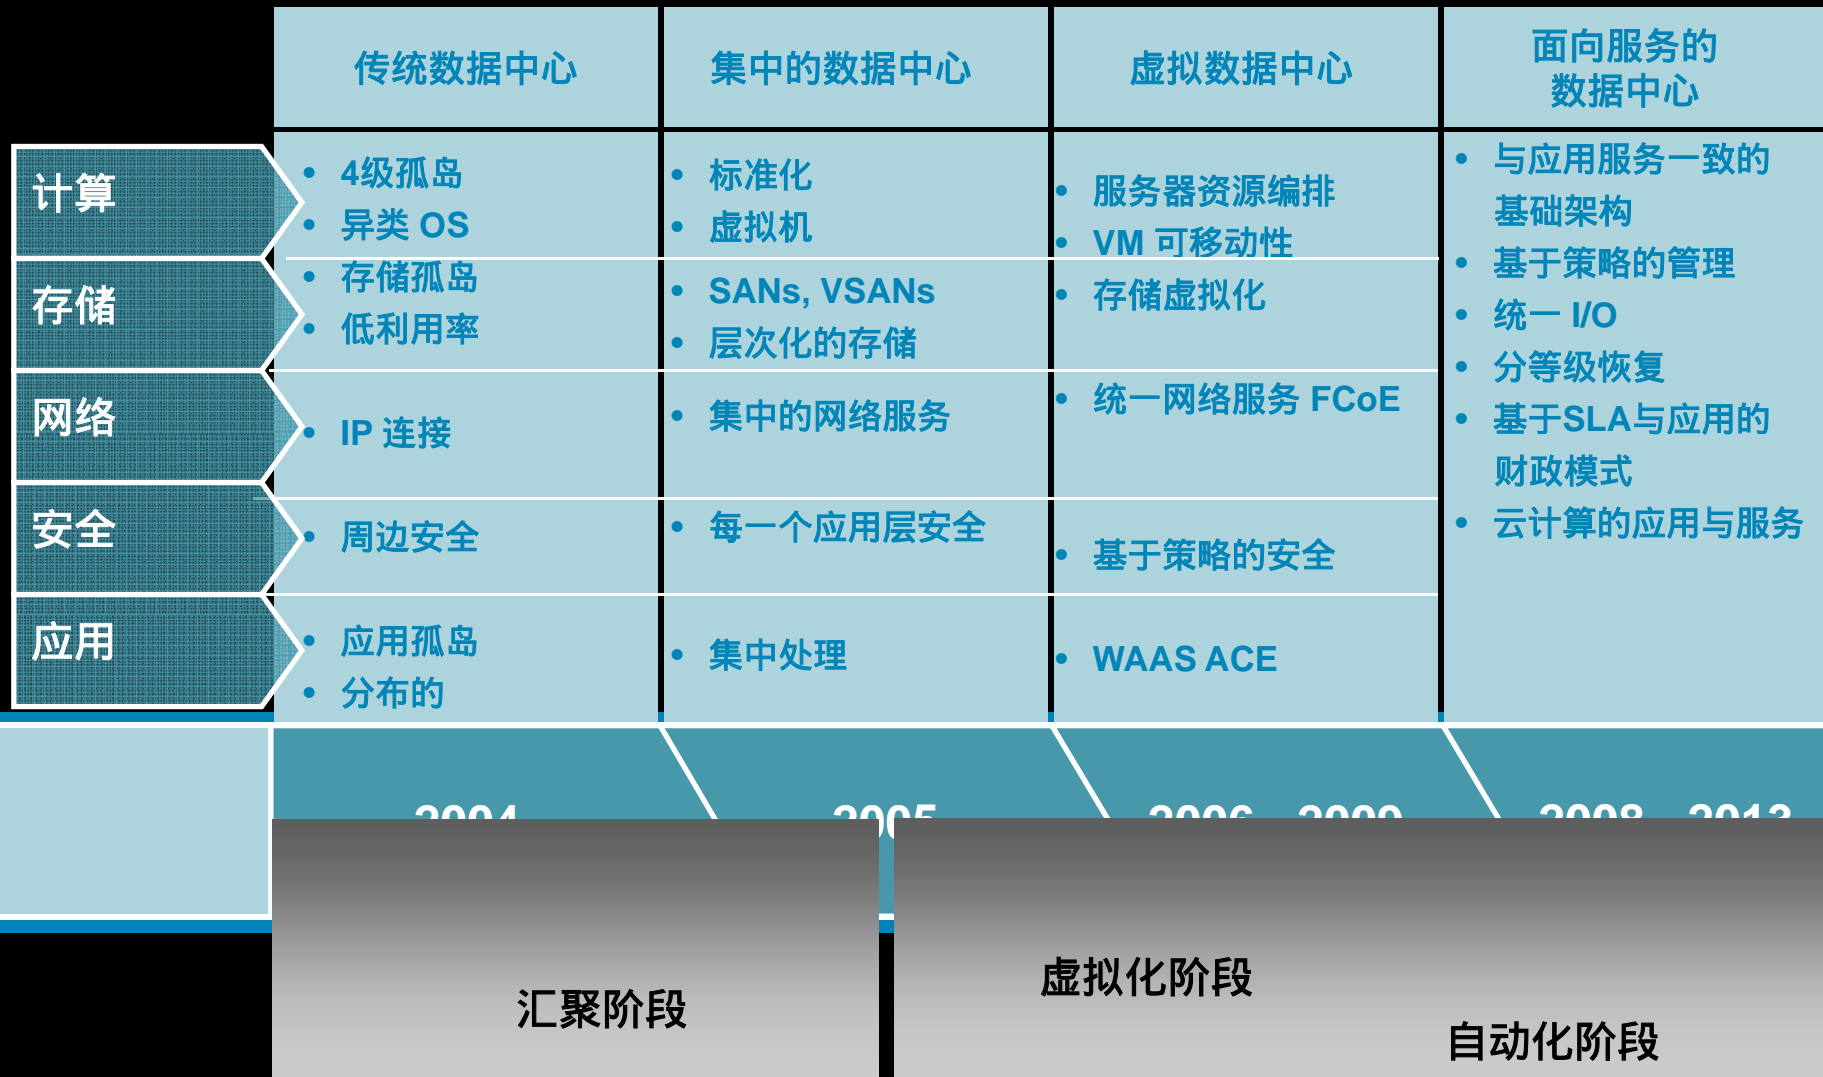 传统数据中心
集中的数据中心
虚拟数据中心
面向服务的
数据中心
计算
• 4级孤岛
• 异类 OS
• 标准化
• 虚拟机
• 服务器资源编排
• VM 可移动性
存储
• 存储孤岛
• 低利用率
• SANs, VSANs
• 层次化的存储
• 存储虚拟化
网络
• IP 连接
• 集中的网络服务
• 统一网络服务 FCoE
安全
• 周边安全
• 每一个应用层安全
• 基于策略的安全
应用
• 应用孤岛
• 分布的
• 集中处理
• WAAS ACE
• 与应用服务一致的
基础架构
• 基于策略的管理
• 统一 I/O
• 分等级恢复
• 基于SLA与应用的
财政模式
• 云计算的应用与服务
2004
2005
汇聚阶段
虚拟化阶段
自动化阶段